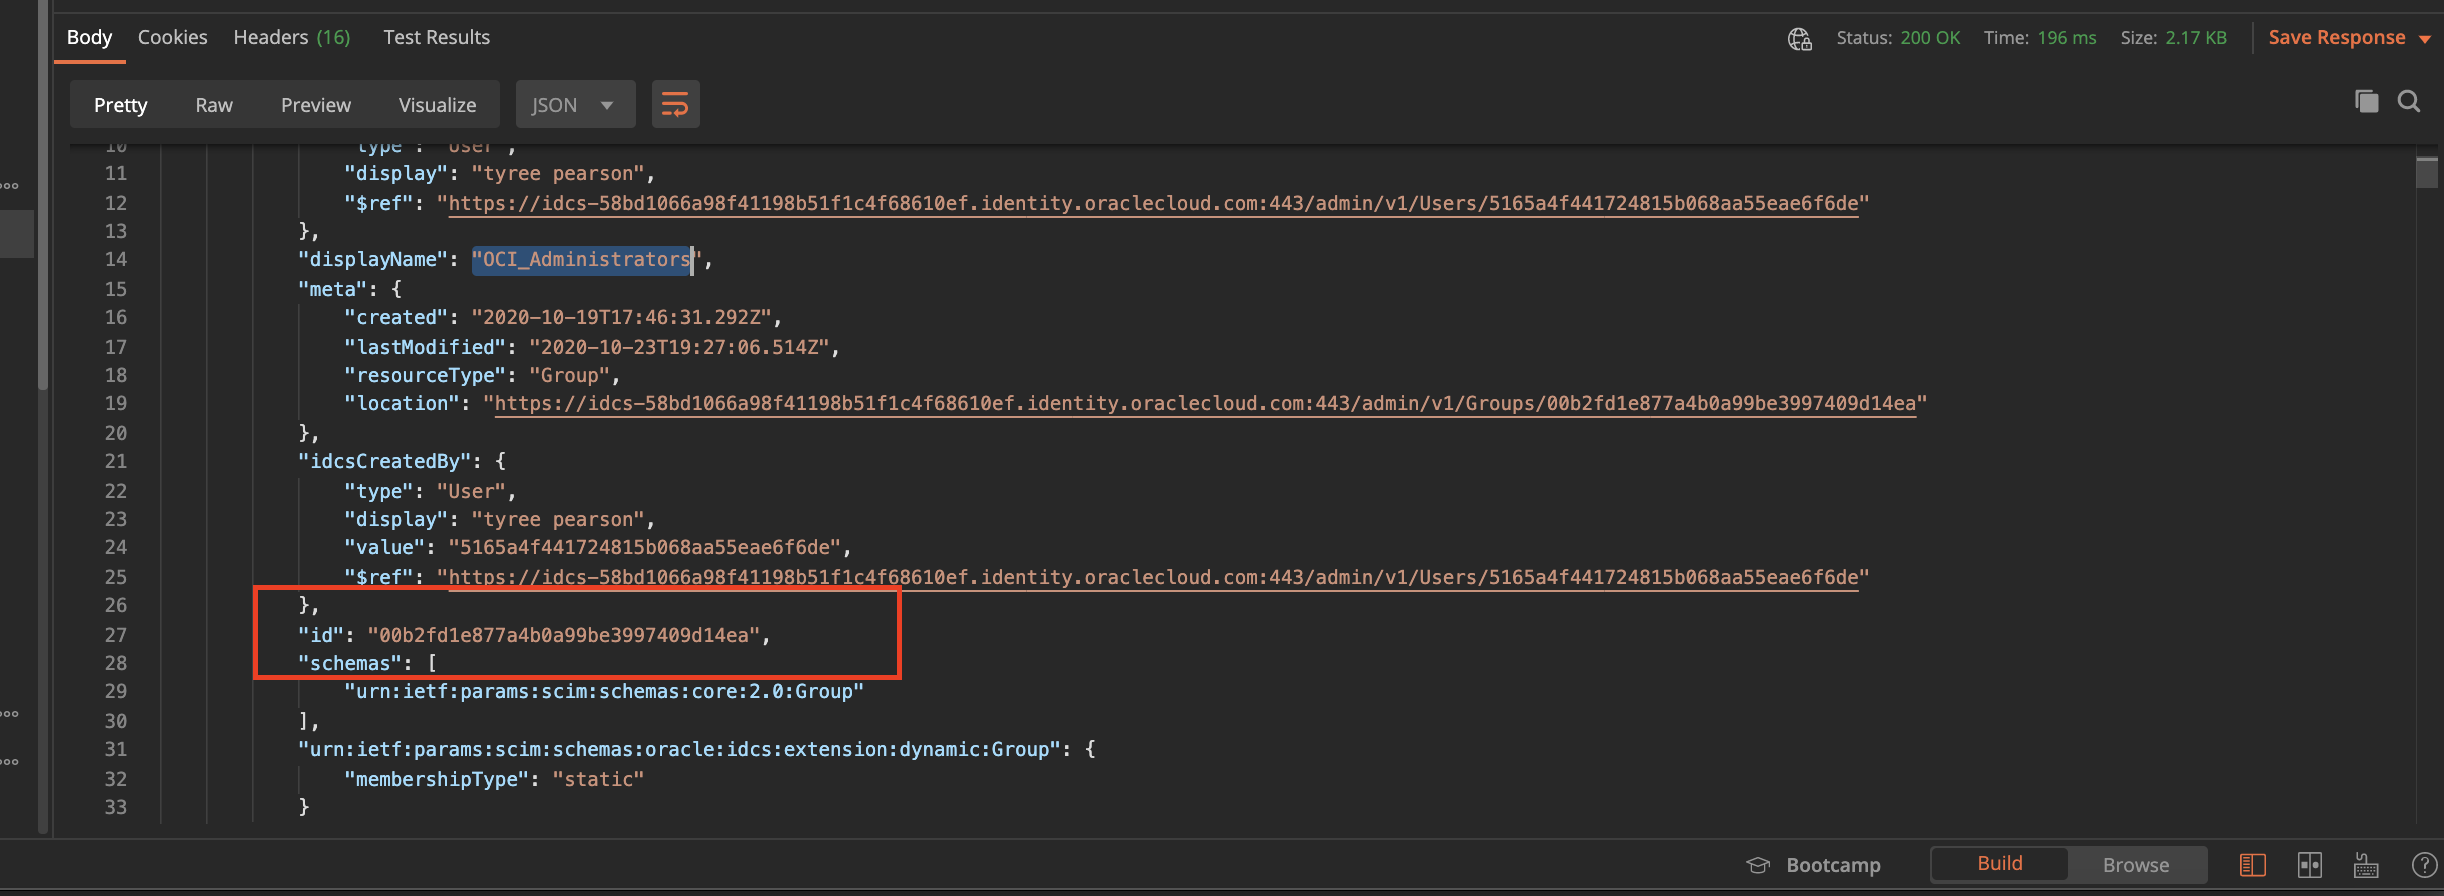 Body Cookies Headers (16) Test Results Status: 200 OK Time: 196 ms Size: 2.17 KB Save Response
Pretty Raw Preview Visualize JSON
10 "type": "User",
11 "display": "tyree pearson",
12 "$ref": "https://idcs-58bd1066a98f41198b51f1c4f68610ef.identity.oraclecloud.com:443/admin/v1/Users/5165a4f441724815b068aa55eae6f6de"
13 },
14 "displayName": "OCI_Administrators",
15 "meta": {
16 "created": "2020-10-19T17:46:31.292Z",
17 "lastModified": "2020-10-23T19:27:06.514Z",
18 "resourceType": "Group",
19 "location": "https://idcs-58bd1066a98f41198b51f1c4f68610ef.identity.oraclecloud.com:443/admin/v1/Groups/00b2fd1e877a4b0a99be3997409d14ea"
20 },
21 "idcsCreatedBy": {
22 "type": "User",
23 "display": "tyree pearson",
24 "value": "5165a4f441724815b068aa55eae6f6de",
25 "$ref": "https://idcs-58bd1066a98f41198b51f1c4f68610ef.identity.oraclecloud.com:443/admin/v1/Users/5165a4f441724815b068aa55eae6f6de"
26 },
27 "id": "00b2fd1e877a4b0a99be3997409d14ea",
28 "schemas": [
29 "urn:ietf:params:scim:schemas:core:2.0:Group"
30 ],
31 "urn:ietf:params:scim:schemas:oracle:idcs:extension:dynamic:Group": {
32 "membershipType": "static"
33 }
Bootcamp Build Browse